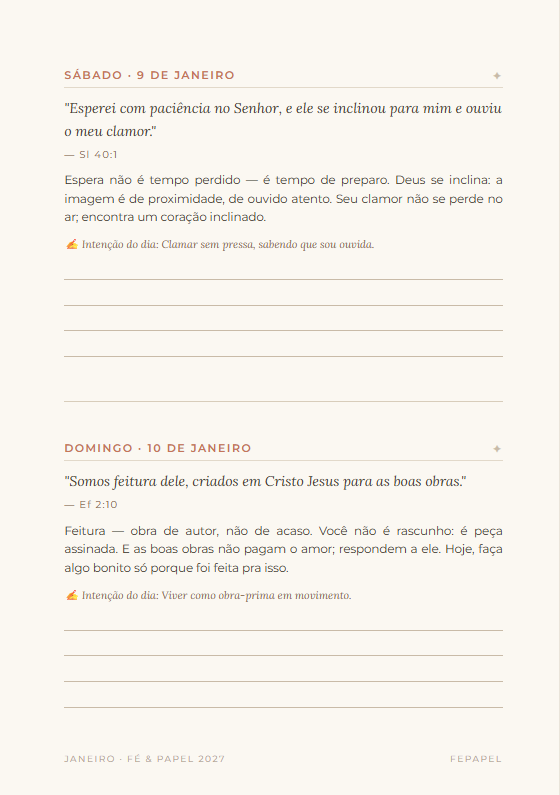 SÁBADO · 9 DE JANEIRO
"Esperei com paciência no Senhor, e ele se inclinou para mim e ouviu
o meu clamor."
— Sl 40:1
Espera não é tempo perdido — é tempo de preparo. Deus se inclina: a
imagem é de proximidade, de ouvido atento. Seu clamor não se perde no
ar; encontra um coração inclinado.
✍️ Intenção do dia: Clamar sem pressa, sabendo que sou ouvida.
DOMINGO · 10 DE JANEIRO
"Somos feitura dele, criados em Cristo Jesus para as boas obras."
— Ef 2:10
Feitura — obra de autor, não de acaso. Você não é rascunho: é peça
assinada. E as boas obras não pagam o amor; respondem a ele. Hoje, faça
algo bonito só porque foi feita pra isso.
✍️ Intenção do dia: Viver como obra-prima em movimento.
JANEIRO · FÉ & PAPEL 2027
FEPAPEL